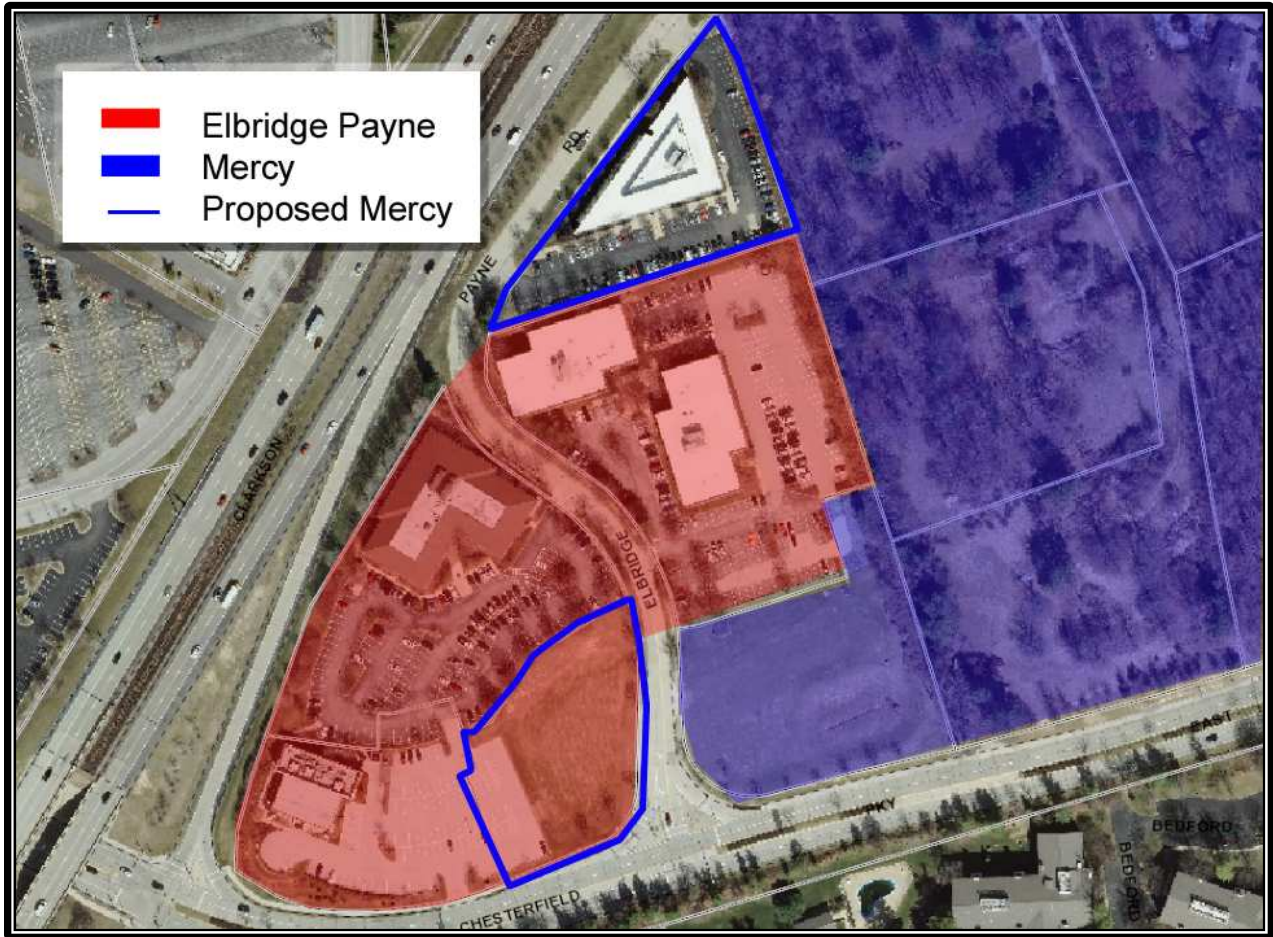 Elbridge Payne
Mercy
Proposed Mercy
RD
PAYNE
CLARKSON
ELBRIDGE
EAST
PKY
CHESTERFIELD
BEDFORD
BEDFORD